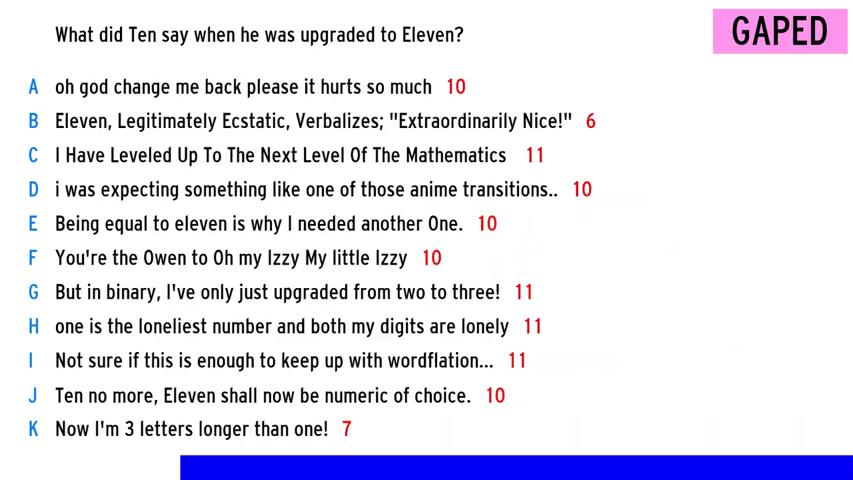 What did Ten say when he was upgraded to Eleven?
GAPED
A oh god change me back please it hurts so much 10
B Eleven, Legitimately Ecstatic, Verbalizes; "Extraordinarily Nice!" 6
C I Have Leveled Up To The Next Level Of The Mathematics 11
D i was expecting something like one of those anime transitions.. 10
E Being equal to eleven is why I needed another One. 10
F You're the Owen to Oh my Izzy My little Izzy 10
G But in binary, I've only just upgraded from two to three! 11
H one is the loneliest number and both my digits are lonely 11
I Not sure if this is enough to keep up with wordflation... 11
J Ten no more, Eleven shall now be numeric of choice. 10
K Now I'm 3 letters longer than one! 7